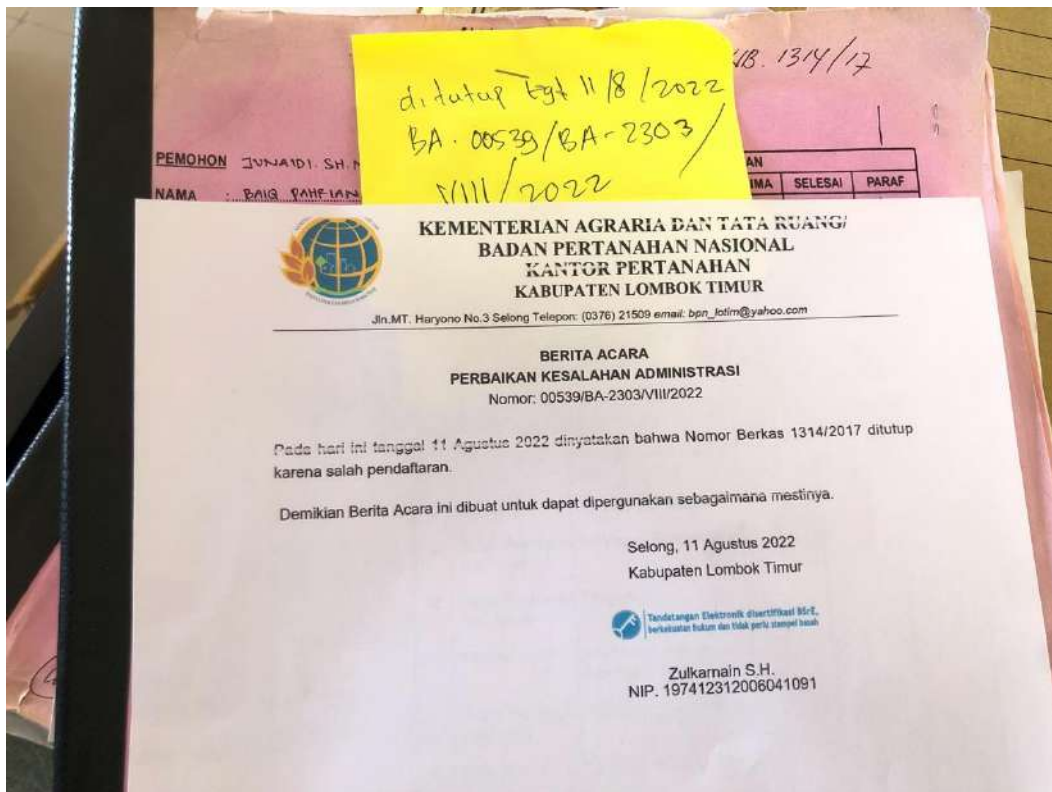 NB. 1314/17
ditutup Tgt 11/8/2022
BA. 00539/BA-2303/
VIII/2022
PEMOHON JUNAIDI. SH.
NAMA : BAIQ
AN
IMA SELESAI PARAF
KEMENTERIAN AGRARIA DAN TATA RUANG/
BADAN PERTANAHAN NASIONAL
KANTOR PERTANAHAN
KABUPATEN LOMBOK TIMUR
Jln.MT. Haryono No.3 Selong Telepon: (0376) 21509 email: bpn_lotim@yahoo.com
BERITA ACARA
PERBAIKAN KESALAHAN ADMINISTRASI
Nomor: 00539/BA-2303/VIII/2022
Pada hari ini tanggal 11 Agustus 2022 dinyatakan bahwa Nomor Berkas 1314/2017 ditutup
karena salah pendaftaran.
Demikian Berita Acara ini dibuat untuk dapat dipergunakan sebagaimana mestinya.
Selong, 11 Agustus 2022
Kabupaten Lombok Timur
Tandatangan Elektronik disertifikasi BSrE,
berkekuatan hukum dan tidak perlu stempel basah
Zulkarnain S.H.
NIP. 197412312006041091